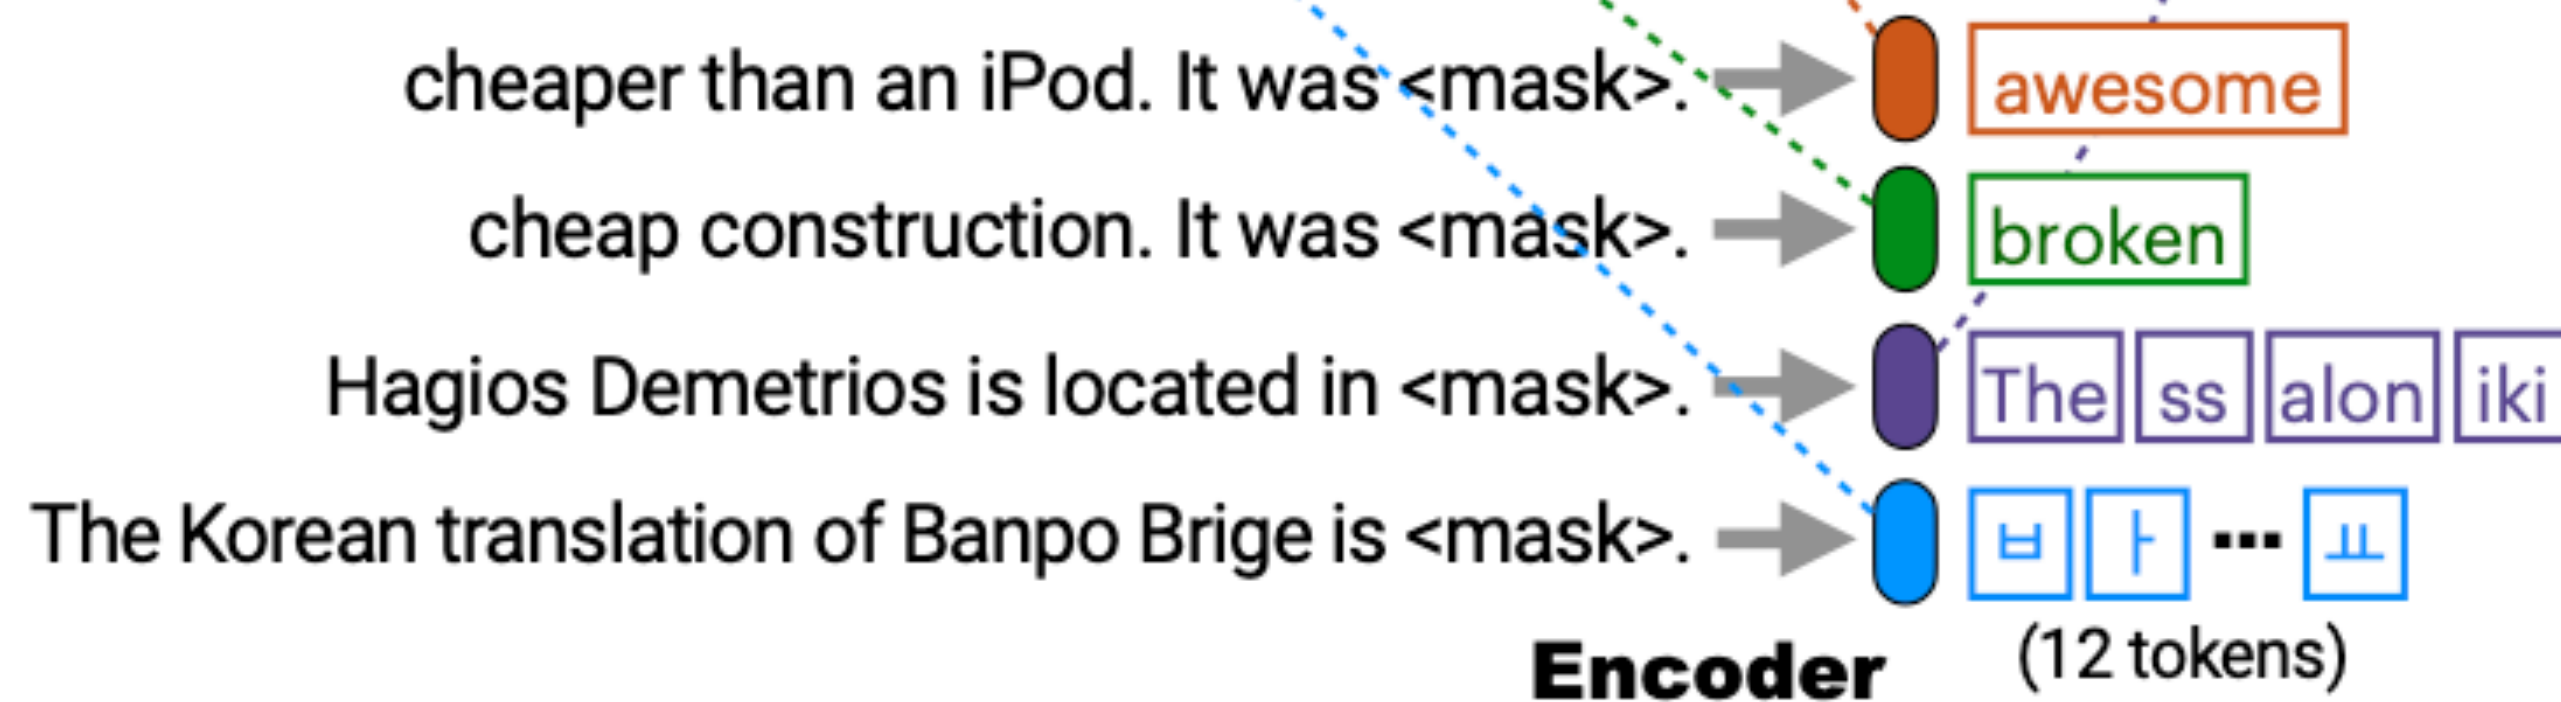 cheaper than an iPod. It was <mask>. awesome
cheap construction. It was <mask>. broken
Hagios Demetrios is located in <mask>. The ss alon iki
The Korean translation of Banpo Brige is <mask>. ㅂ ㅏ ... ㅛ
Encoder (12 tokens)